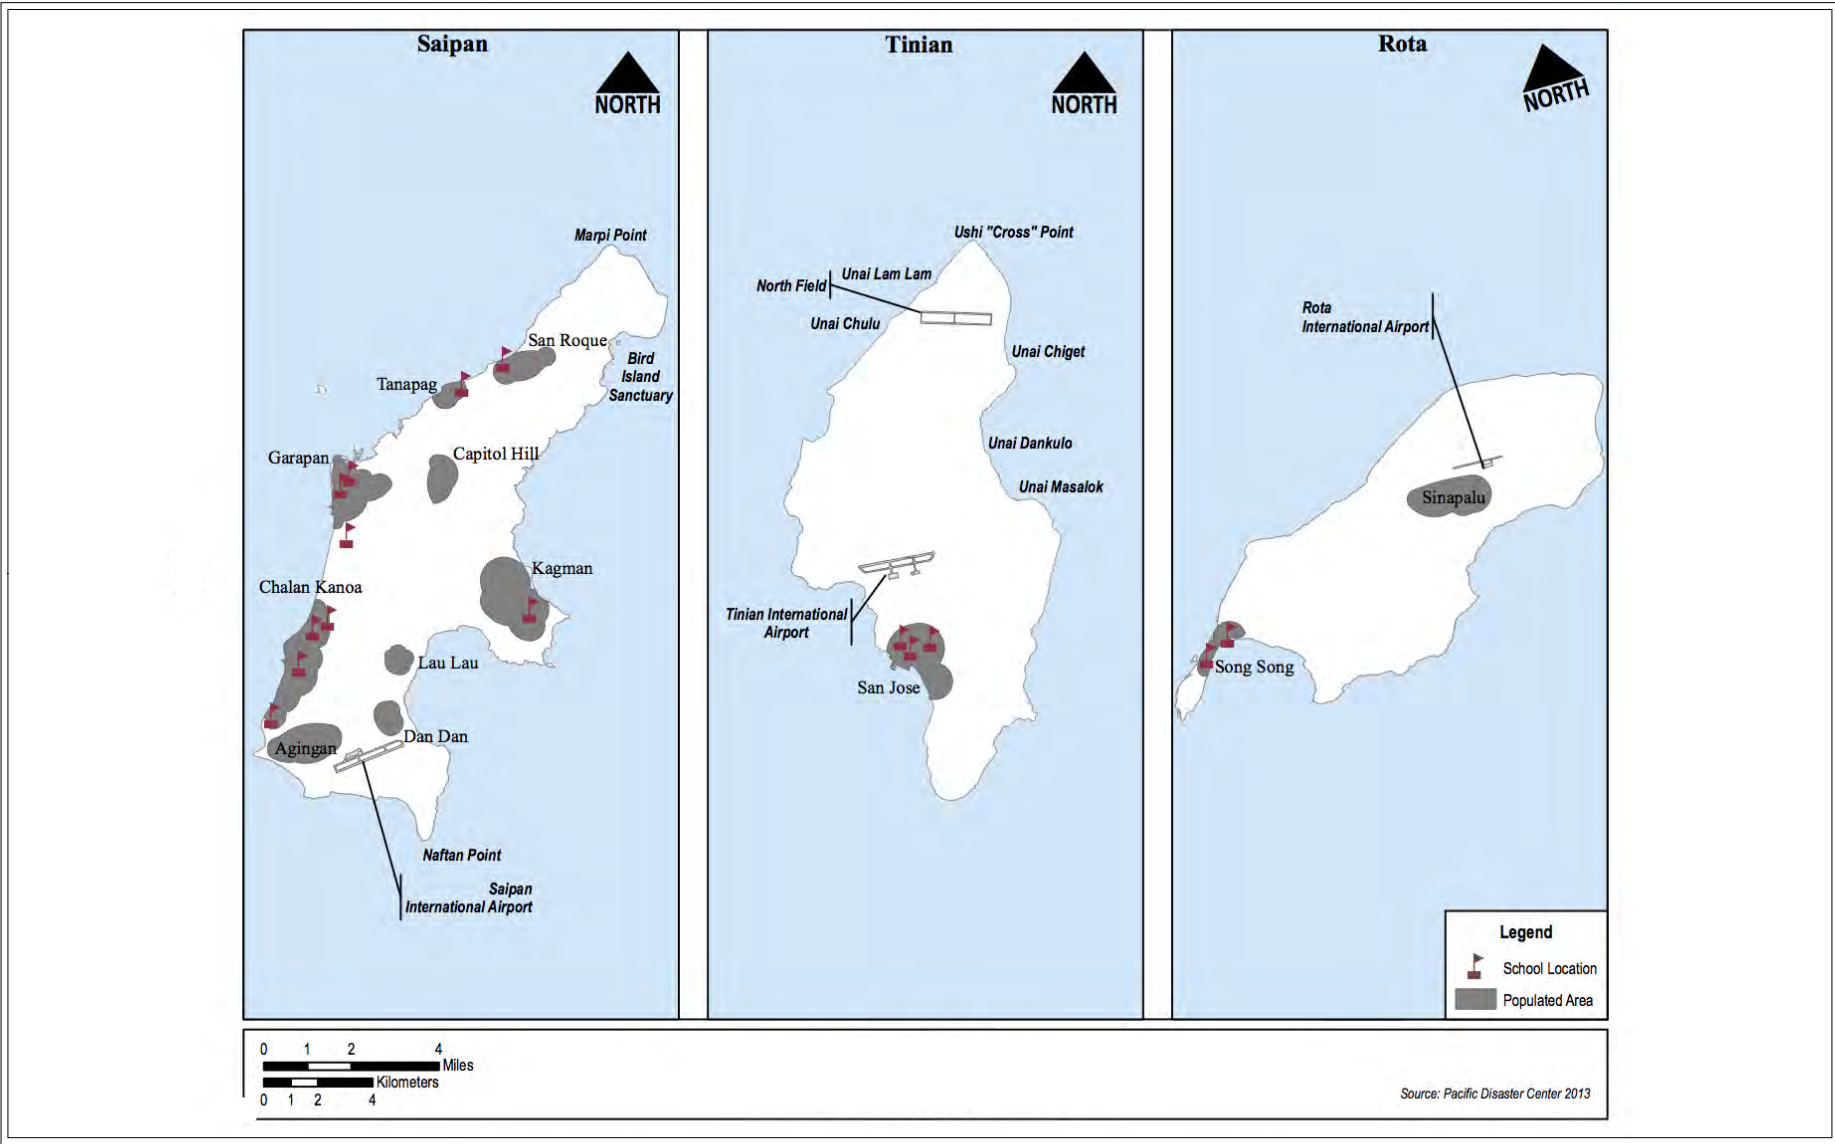 Saipan
NORTH
Marpi Point
San Roque
Bird
Island
Sanctuary
Tanapag
Garapan
Capitol Hill
Kagman
Chalan Kanoa
Lau Lau
Dan Dan
Agingan
Naftan Point
Saipan
International Airport
Tinian
NORTH
Ushi "Cross" Point
Unai Lam Lam
North Field
Unai Chulu
Unai Chiget
Unai Dankulo
Unai Masalok
Tinian International
Airport
San Jose
Rota
NORTH
Rota
International Airport
Sinapalu
Song Song
Legend
School Location
Populated Area
0 1 2 4
Miles
Kilometers
0 1 2 4
Source: Pacific Disaster Center 2013